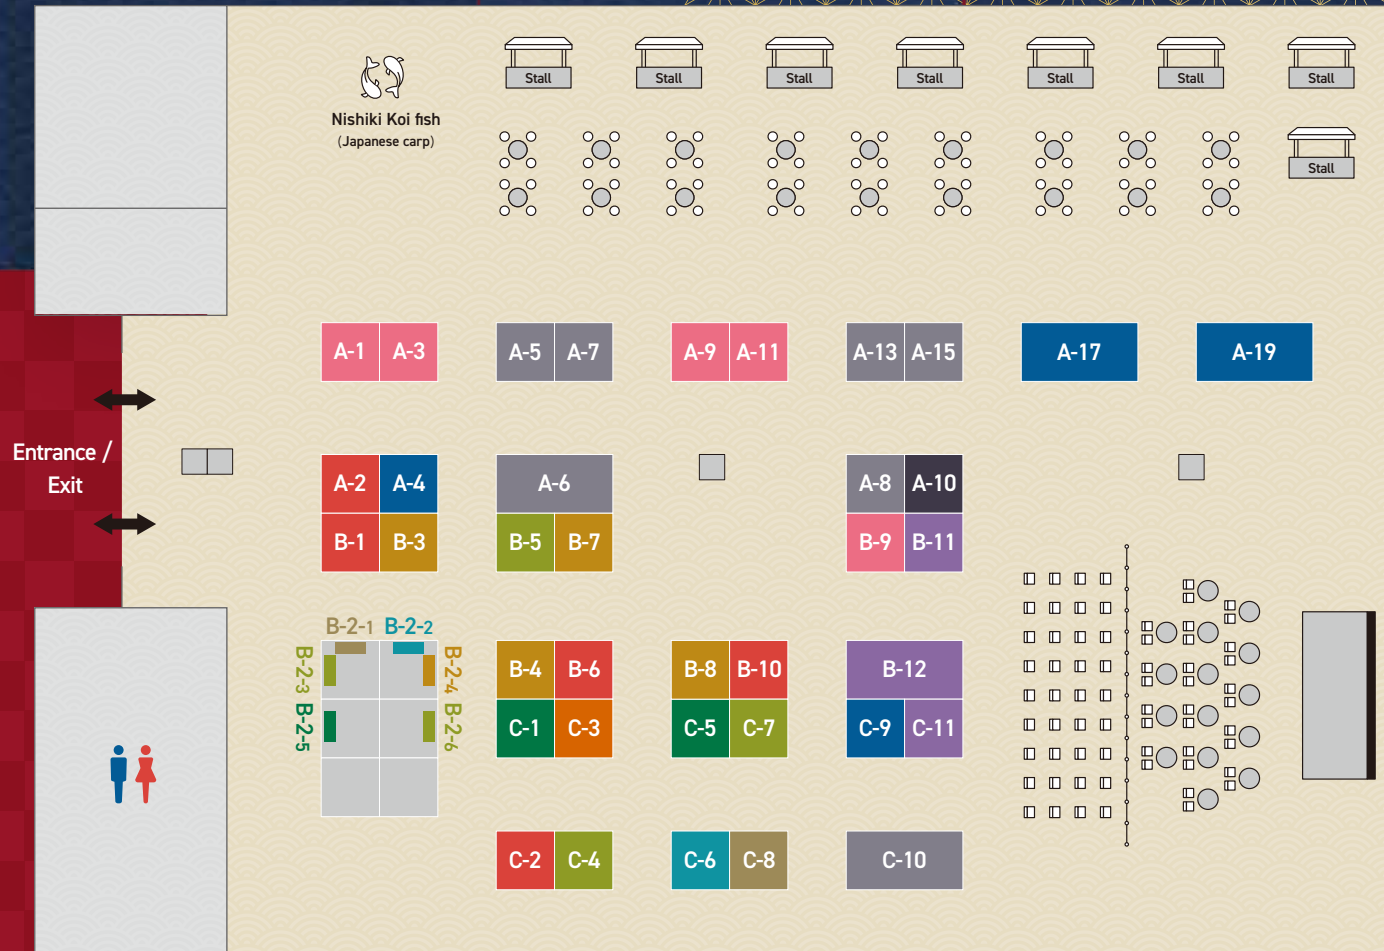 Nishiki Koi fish
(Japanese carp)
Stall
Stall
Stall
Stall
Stall
Stall
Stall
Stall
A-1
A-3
A-5
A-7
A-9
A-11
A-13
A-15
A-17
A-19
Entrance /
Exit
A-2
A-4
A-6
A-8
A-10
B-1
B-3
B-5
B-7
B-9
B-11
B-2-1
B-2-2
B-2-3
B-2-4
B-2-5
B-2-6
B-4
B-6
B-8
B-10
B-12
C-1
C-3
C-5
C-7
C-9
C-11
C-2
C-4
C-6
C-8
C-10